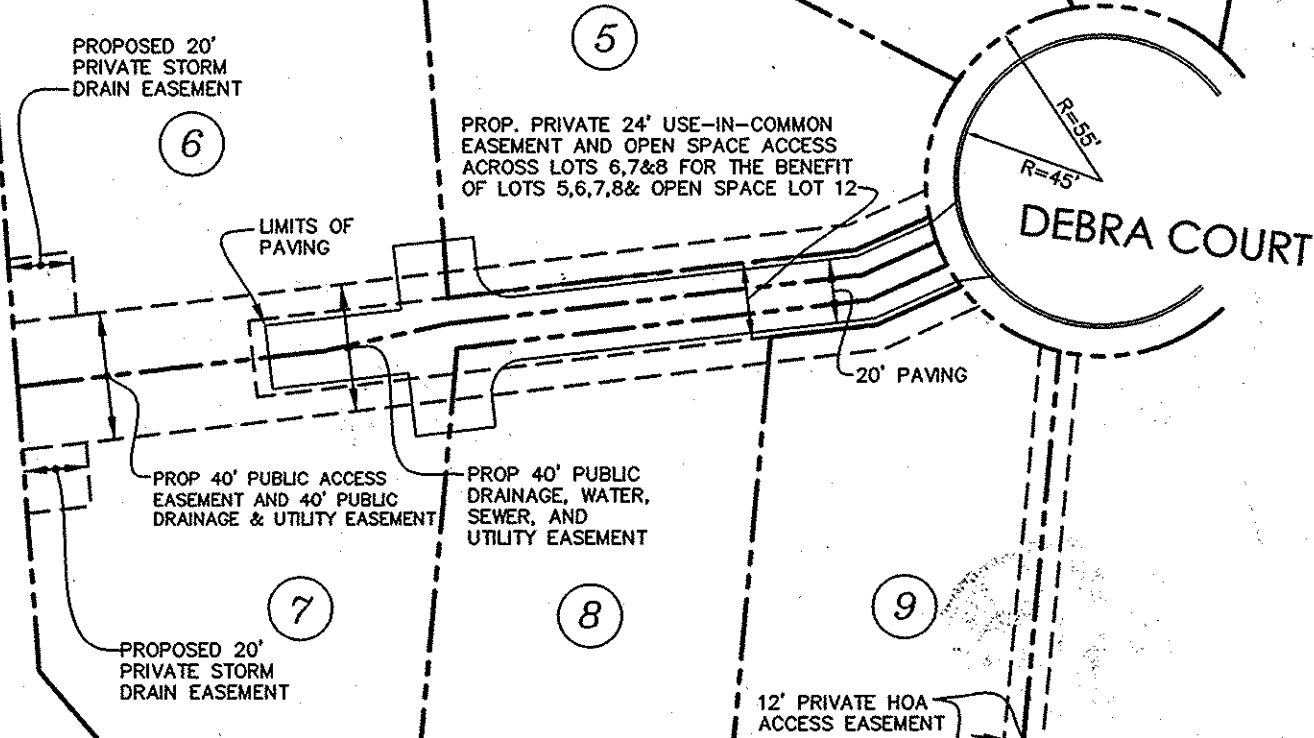 PROPOSED 20'
PRIVATE STORM
DRAIN EASEMENT
6
5
PROP. PRIVATE 24' USE-IN-COMMON
EASEMENT AND OPEN SPACE ACCESS
ACROSS LOTS 6,7&8 FOR THE BENEFIT
OF LOTS 5,6,7,8& OPEN SPACE LOT 12
R=55'
R=45'
DEBRA COURT
LIMITS OF
PAVING
20' PAVING
PROP 40' PUBLIC ACCESS
EASEMENT AND 40' PUBLIC
DRAINAGE & UTILITY EASEMENT
PROP 40' PUBLIC
DRAINAGE, WATER,
SEWER, AND
UTILITY EASEMENT
7
8
9
PROPOSED 20'
PRIVATE STORM
DRAIN EASEMENT
12' PRIVATE HOA
ACCESS EASEMENT